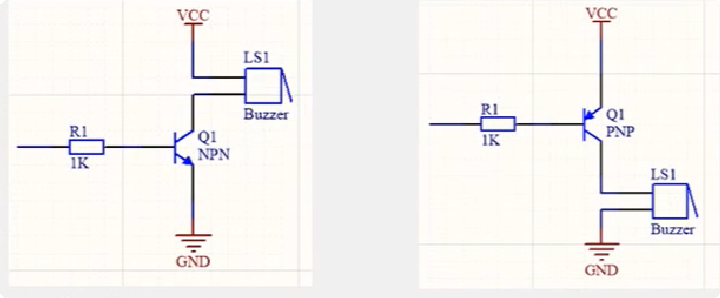 VCC
LS1
Buzzer
R1
1K
Q1
NPN
GND
VCC
R1
1K
Q1
PNP
LS1
Buzzer
GND